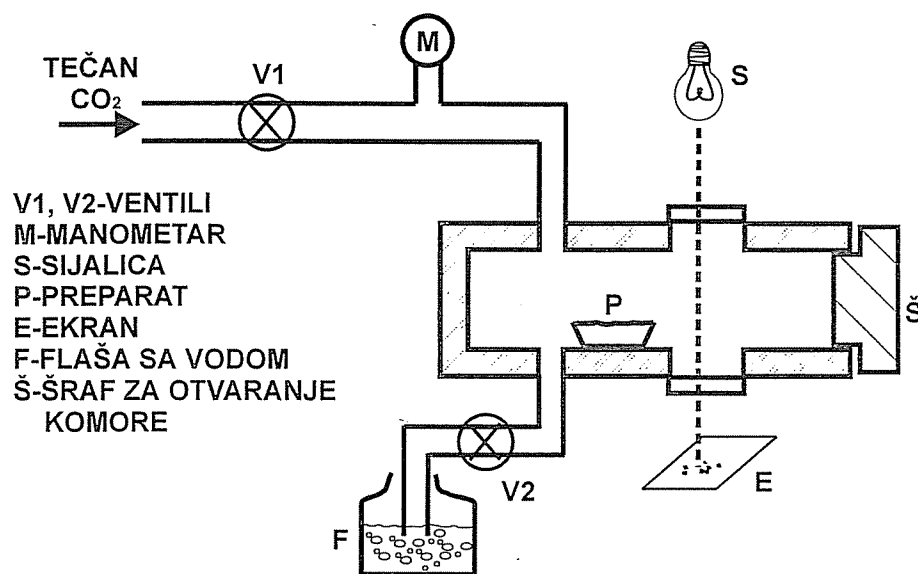 M
TEČAN
CO₂
V1
S
V1, V2-VENTILI
M-MANOMETAR
S-SIJALICA
P-PREPARAT
E-EKRAN
F-FLAŠA SA VODOM
Š-ŠRAF ZA OTVARANJE
KOMORE
P
Š
V2
E
F